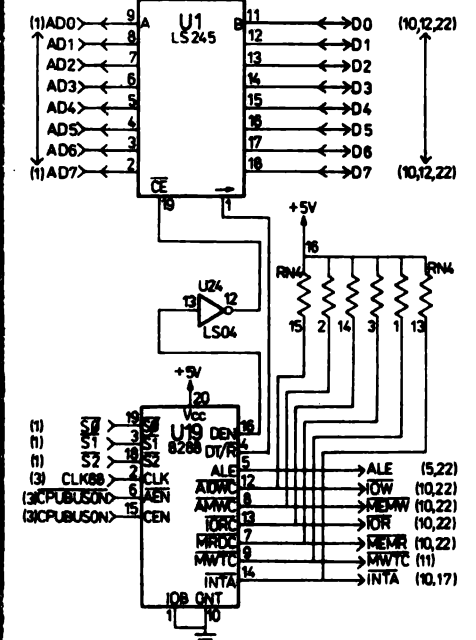 (1)AD0 9 A U1 B 11 D0 (10,12,22)
AD1 8 LS245 12 D1
AD2 7 13 D2
AD3 6 14 D3
AD4 5 15 D4
AD5 4 16 D5
AD6 3 17 D6
(1)AD7 2 18 D7 (10,12,22)
CE
19 1
+5V
16
RN4 RN4
U24
13 12
LS04
15 2 14 3 1 13
+5V
20
Vcc
(1) S0 19 S0 U19 DEN 16
(1) S1 3 S1 8288 DT/R 4
(1) S2 18 S2 ALE 5 ALE (5,22)
(3) CLK88 2 CLK AIOWC 12 IOW (10,22)
(3)CPUBUSON 6 AEN AMWC 8 MEMW (10,22)
(3)CPUBUSON 15 CEN IORC 13 IOR (10,22)
MRDC 7 MEMR (10,22)
MWTC 9 MWTC (11)
INTA 14 INTA (10,17)
IOB GNT
1 10